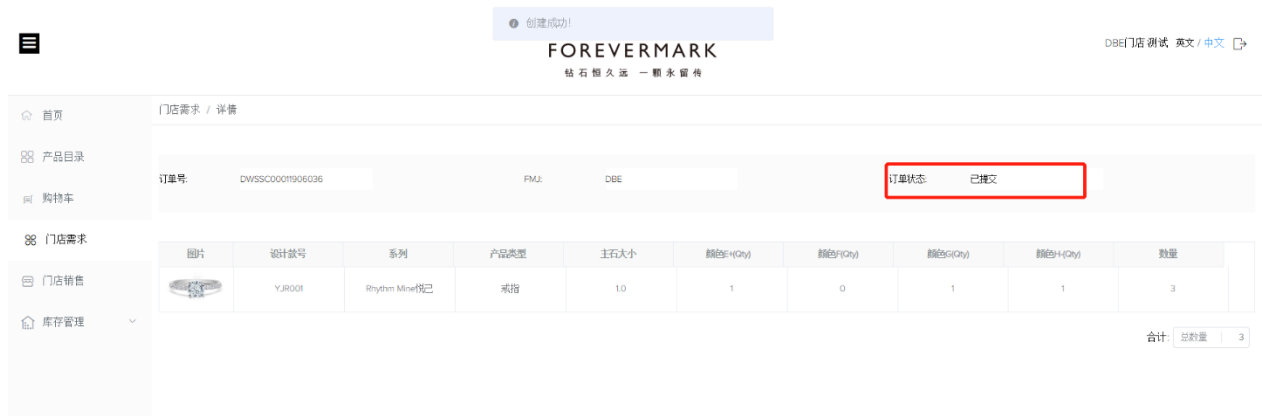 创建成功!
FOREVERMARK
钻石恒久远 一颗永留传
DBE门店 测试 英文 / 中文
首页
产品目录
购物车
门店需求
门店销售
库存管理
门店需求 / 详情
订单号: DWSSC00011906036 FMJ: DBE 订单状态: 已提交
图片 设计款号 系列 产品类型 主石大小 颜色E+(Qty) 颜色F(Qty) 颜色G(Qty) 颜色H-(Qty) 数量
YJR001 Rhythm Mine悦己 戒指 1.0 1 0 1 1 3
合计: 总数量 3